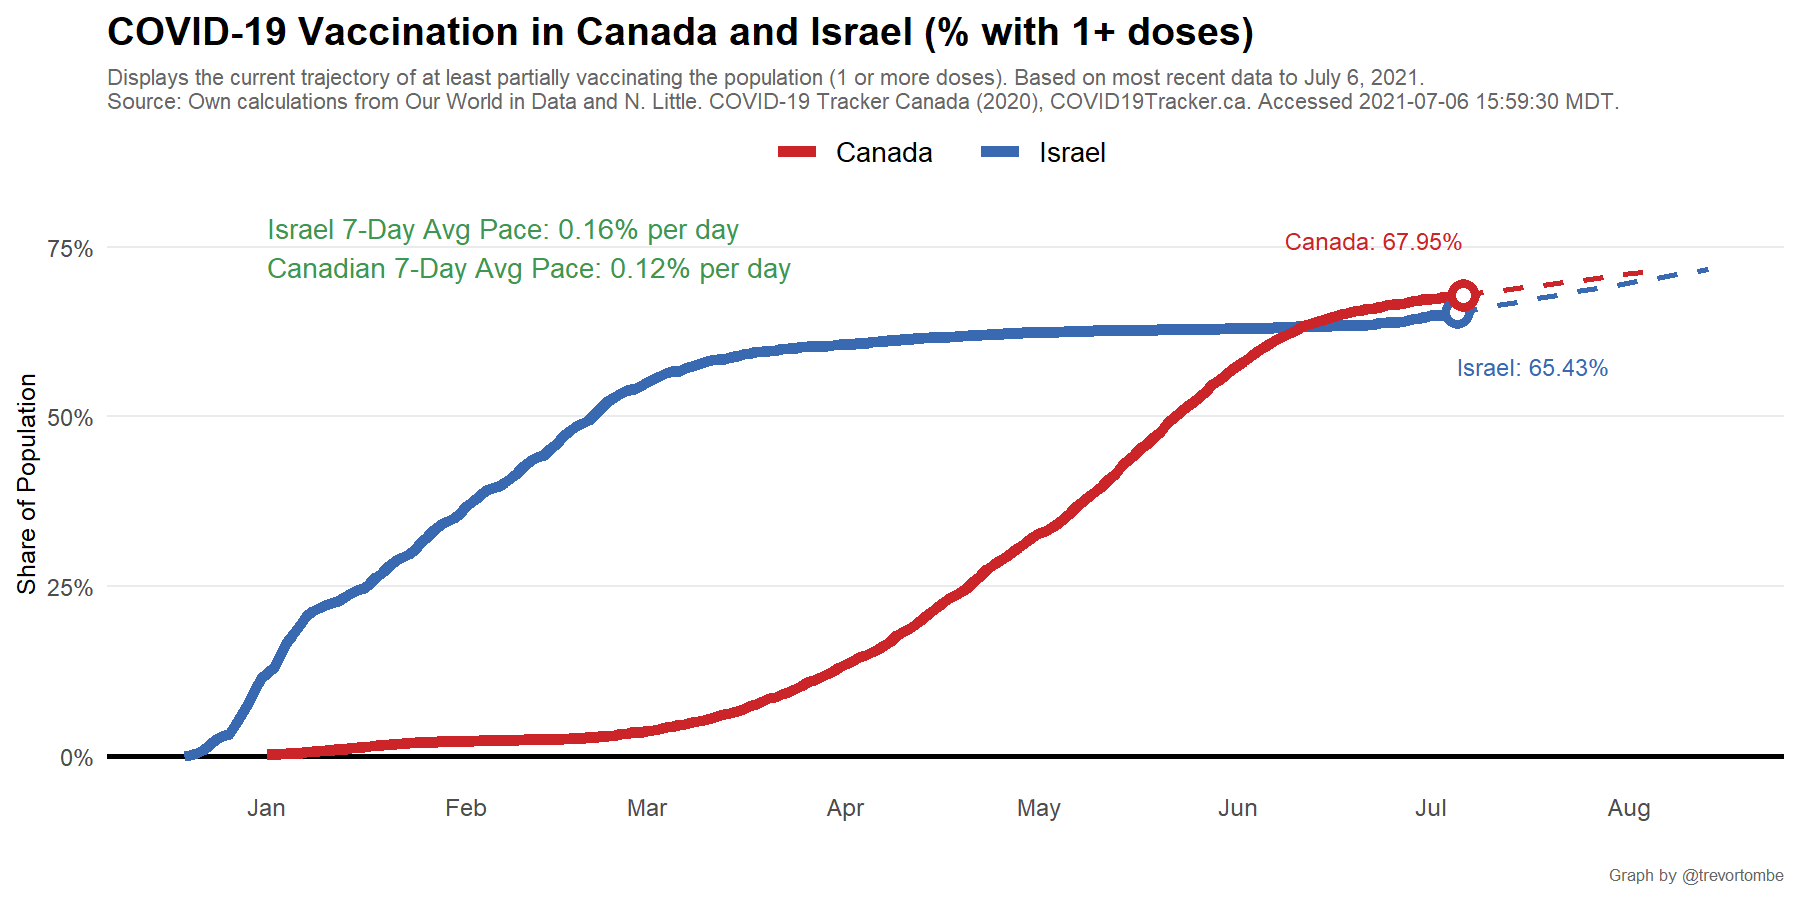 COVID-19 Vaccination in Canada and Israel (% with 1+ doses)
Displays the current trajectory of at least partially vaccinating the population (1 or more doses). Based on most recent data to July 6, 2021.
Source: Own calculations from Our World in Data and N. Little. COVID-19 Tracker Canada (2020), COVID19Tracker.ca. Accessed 2021-07-06 15:59:30 MDT.
Canada Israel
Israel 7-Day Avg Pace: 0.16% per day
Canadian 7-Day Avg Pace: 0.12% per day
Canada: 67.95%
Israel: 65.43%
Share of Population
75%
50%
25%
0%
Jan Feb Mar Apr May Jun Jul Aug
Graph by @trevortombe